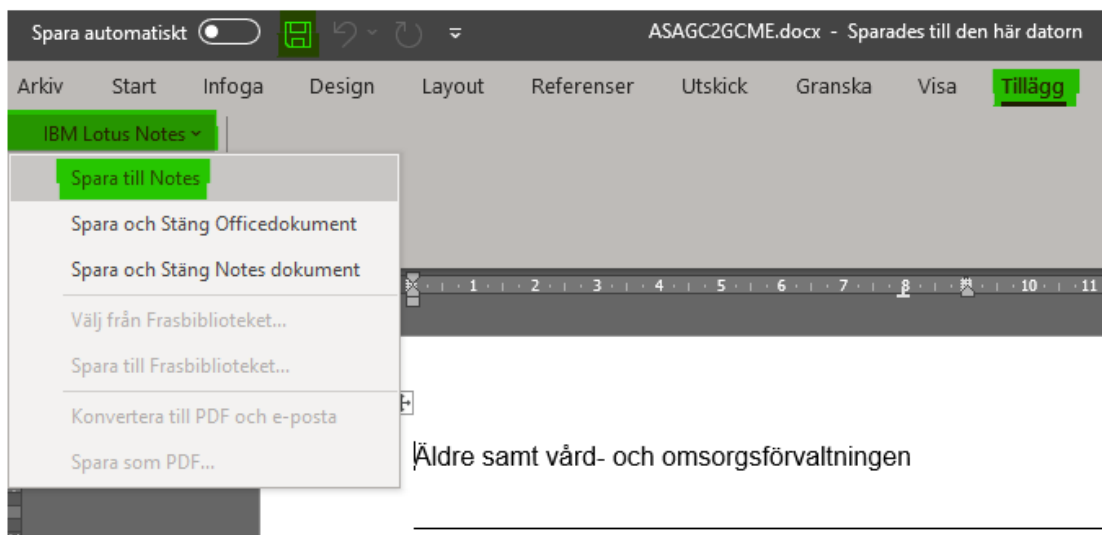 Spara automatiskt ASAGC2GCME.docx - Sparades till den här datorn
Arkiv Start Infoga Design Layout Referenser Utskick Granska Visa Tillägg
IBM Lotus Notes
Spara till Notes
Spara och Stäng Officedokument
Spara och Stäng Notes dokument
1 2 3 4 5 6 7 8 10 11
Välj från Frasbiblioteket...
Spara till Frasbiblioteket...
Konvertera till PDF och e-posta
Spara som PDF...
Äldre samt vård- och omsorgsförvaltningen